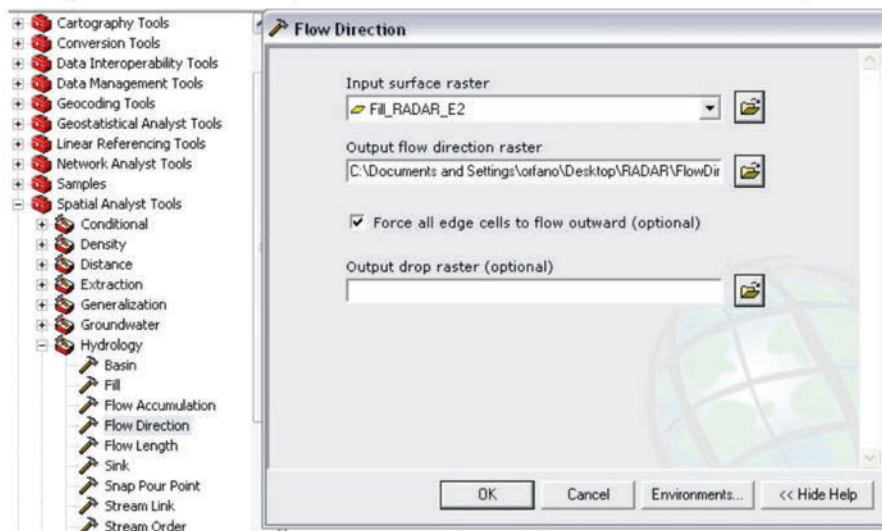 Cartography Tools
Conversion Tools
Data Interoperability Tools
Data Management Tools
Geocoding Tools
Geostatistical Analyst Tools
Linear Referencing Tools
Network Analyst Tools
Samples
Spatial Analyst Tools
Conditional
Density
Distance
Extraction
Generalization
Groundwater
Hydrology
Basin
Fill
Flow Accumulation
Flow Direction
Flow Length
Sink
Snap Pour Point
Stream Link
Stream Order
Flow Direction
Input surface raster
Fill_RADAR_E2
Output flow direction raster
C:\Documents and Settings\orfano\Desktop\RADAR\FlowDir
Force all edge cells to flow outward (optional)
Output drop raster (optional)
OK
Cancel
Environments...
<< Hide Help